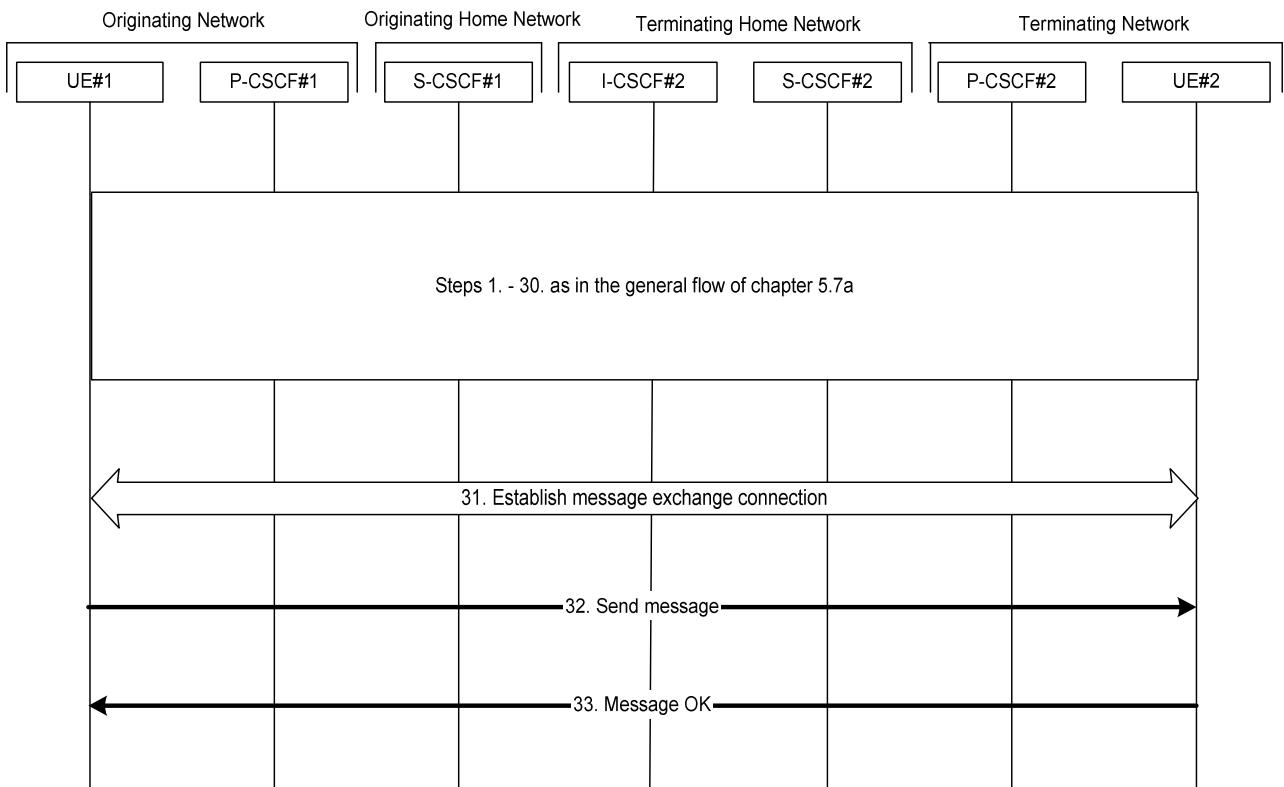 Originating Network
Originating Home Network
Terminating Home Network
Terminating Network
UE#1
P-CSCF#1
S-CSCF#1
I-CSCF#2
S-CSCF#2
P-CSCF#2
UE#2
Steps 1. - 30. as in the general flow of chapter 5.7a
31. Establish message exchange connection
32. Send message
33. Message OK